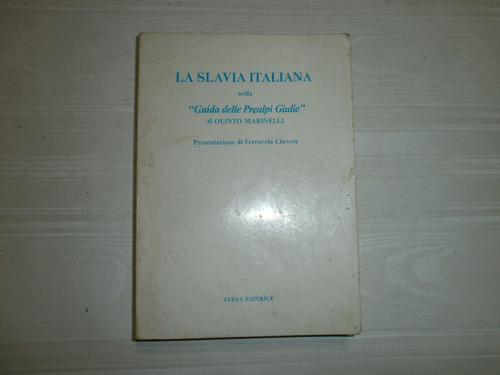 LA SLAVIA ITALIANA
nella
"Guida delle Prealpi Giulie"
di OLINTO MARINELLI
Presentazione di Ferruccio Clavora
ATESA EDITRICE